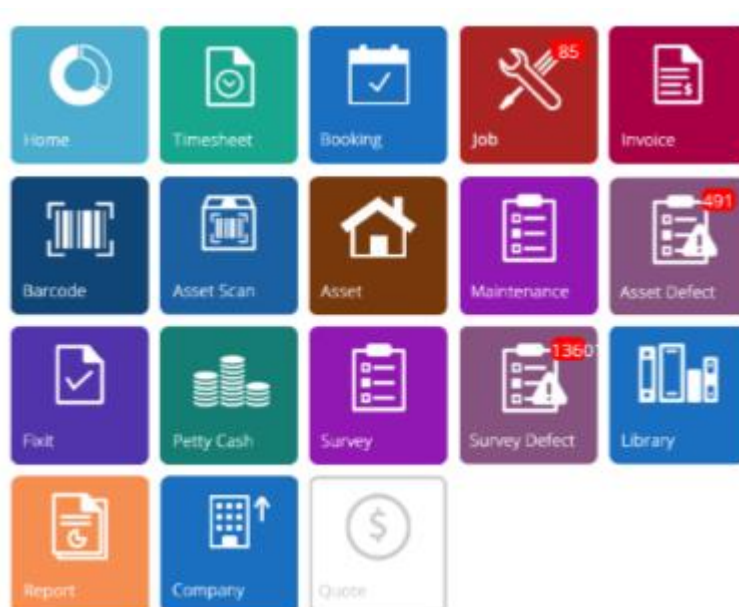 Home
Timesheet
Booking
85
Job
$
Invoice
Barcode
Asset Scan
Asset
Maintenance
491
Asset Defect
Fixit
Petty Cash
Survey
Survey Defect
Library
Report
Company
$
Quote